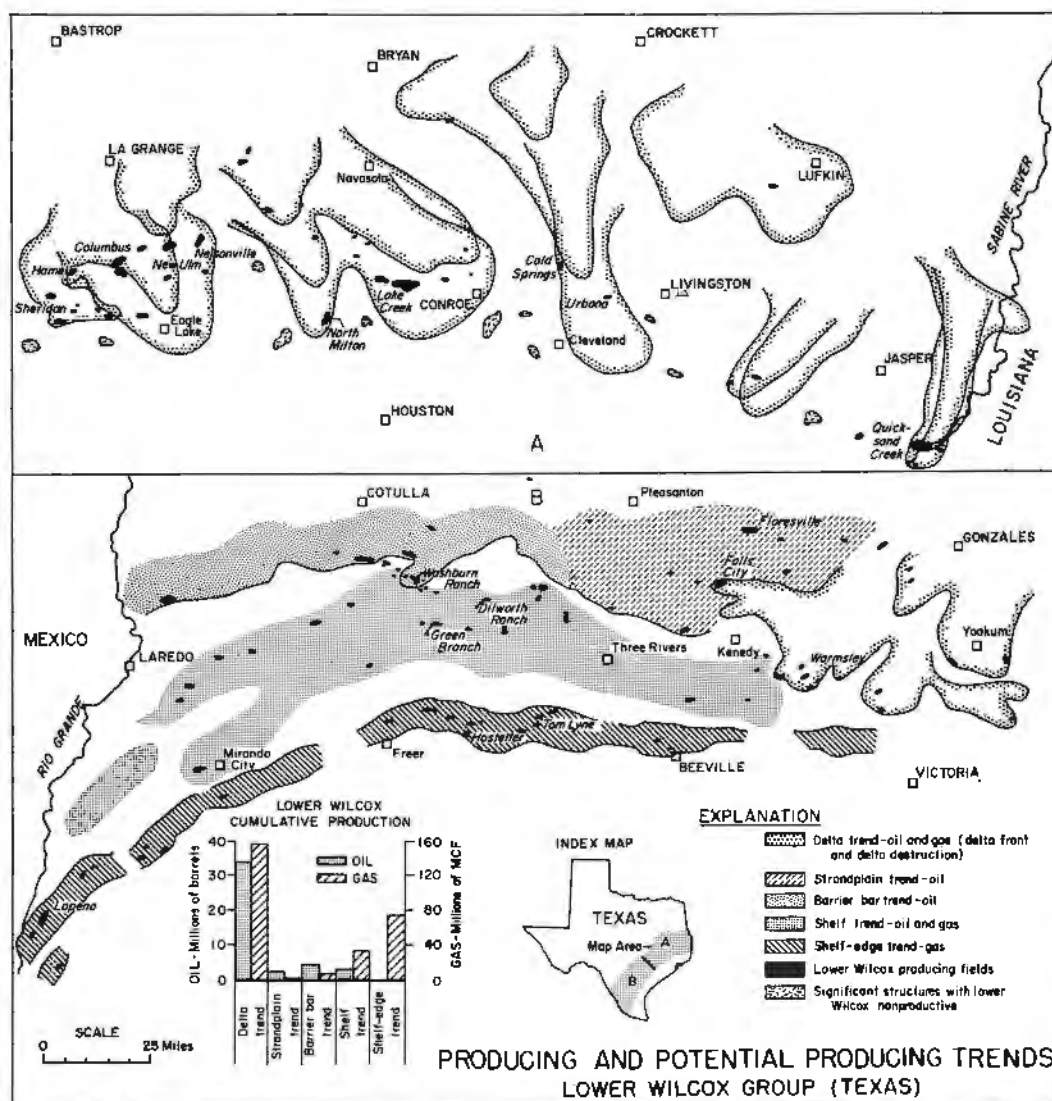 BASTROP
CROCKETT
BRYAN
LA GRANGE
Navasota
LUFKIN
SABINE RIVER
Columbus
Nelsonville
New Ulm
Cold
Springs
Lake
Creek
CONROE
LIVINGSTON
Urbana
Sheridan
Eagle
Lake
North
Milton
Cleveland
JASPER
LOUISIANA
HOUSTON
A
Quick-
sand
Creek
COTULLA
Pleasanton
Floresville
GONZALES
Falls
City
Washburn
Ranch
Dilworth
Ranch
MEXICO
Green
Branch
Yoakum
LAREDO
Three Rivers
Kenedy
Warmsley
RIO GRANDE
Tom Lyne
Hostetter
Mirando
City
Freer
BEEVILLE
VICTORIA
LOWER WILCOX
CUMULATIVE PRODUCTION
OIL
GAS
OIL-Millions of barrels
40
30
20
10
0
160
120
80
40
0
GAS-Millions of MCF
Delta
trend
Strandplain
trend
Barrier bar
trend
Shelf
trend
Shelf-edge
trend
INDEX MAP
TEXAS
Map Area
A
B
EXPLANATION
Delta trend-oil and gas (delta front
and delta destruction)
Strandplain trend-oil
Barrier bar trend-oil
Shelf trend-oil and gas
Shelf-edge trend-gas
Lower Wilcox producing fields
Significant structures with lower
Wilcox nonproductive
Lopeno
SCALE
0 25 Miles
PRODUCING AND POTENTIAL PRODUCING TRENDS
LOWER WILCOX GROUP (TEXAS)